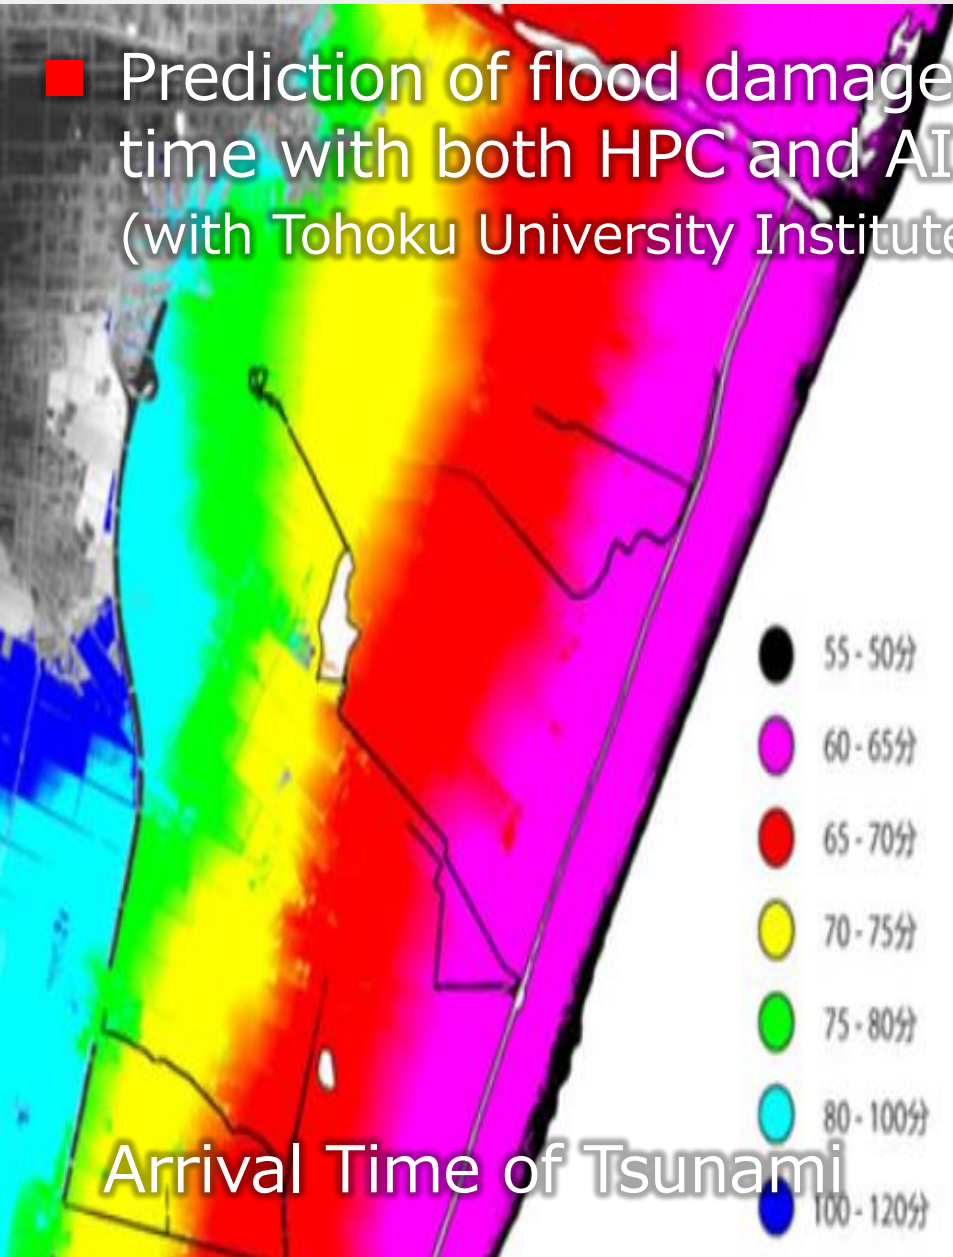 Prediction of flood damage
time with both HPC and AI
(with Tohoku University Institute
55 - 50分
60 - 65分
65 - 70分
70 - 75分
75 - 80分
80 - 100分
Arrival Time of Tsunami
100 - 120分